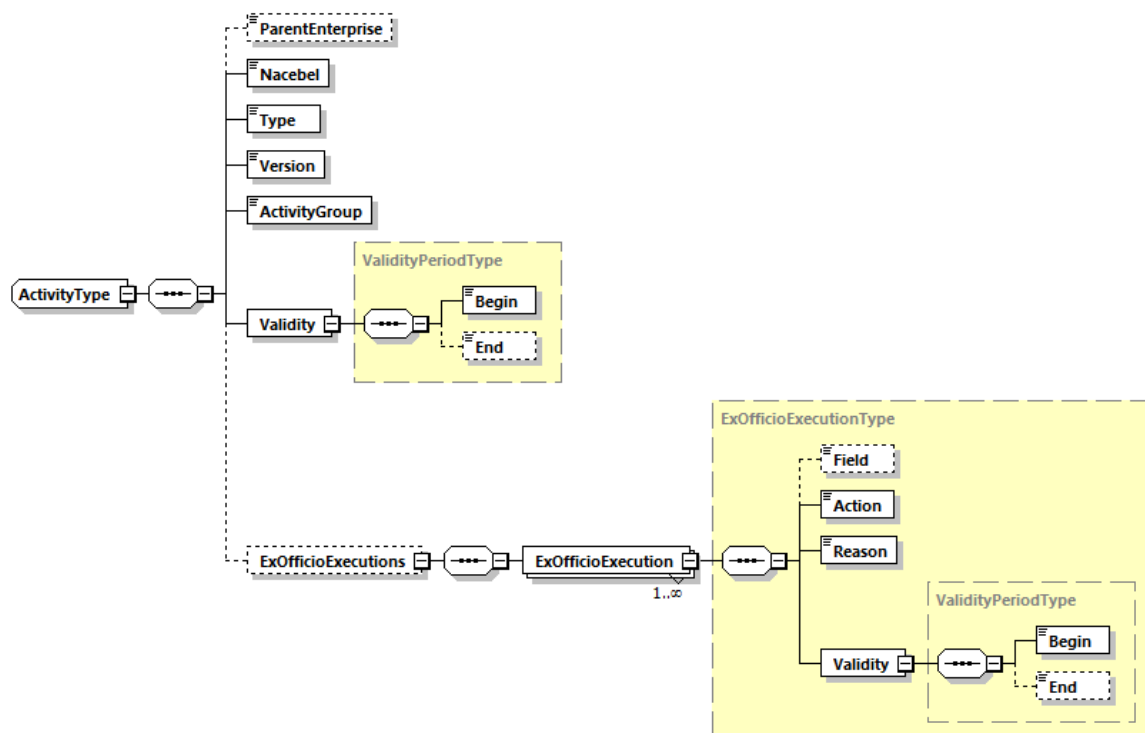 ParentEnterprise
Nacebel
Type
Version
ActivityGroup
ValidityPeriodType
ActivityType
Validity
Begin
End
ExOfficioExecutionType
Field
Action
Reason
ExOfficioExecutions
ExOfficioExecution
1..∞
ValidityPeriodType
Validity
Begin
End